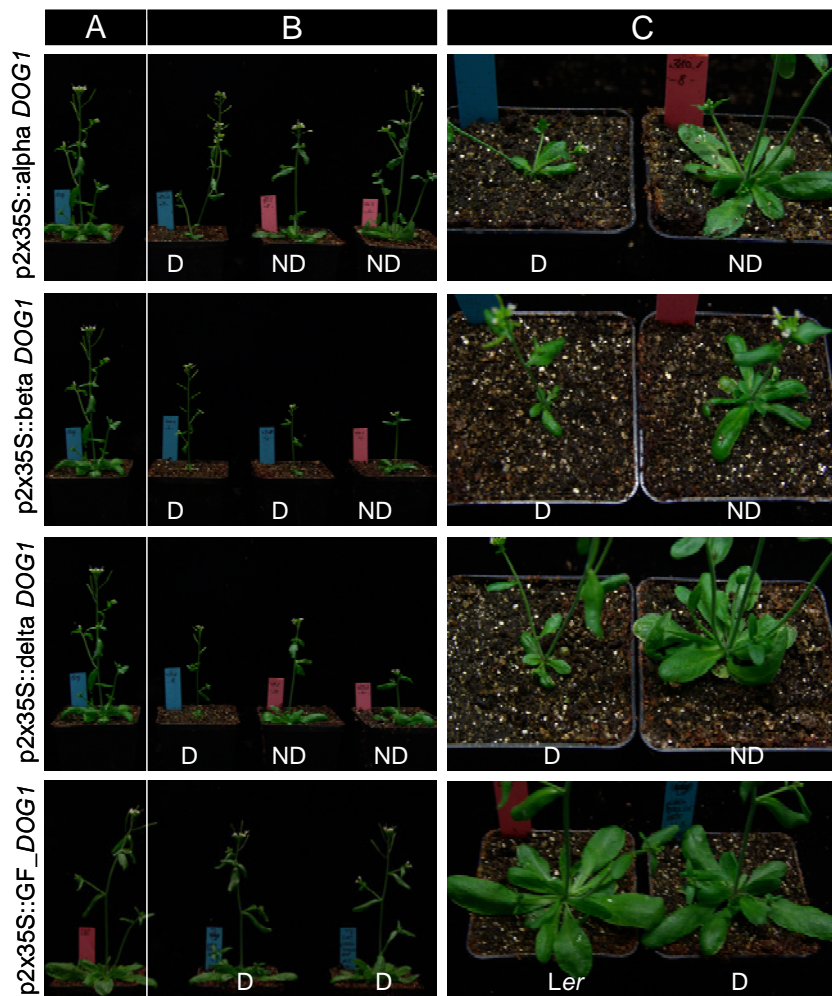 A B C
p2x35S::alpha DOG1
D ND ND D ND
p2x35S::beta DOG1
D D ND D ND
p2x35S::delta DOG1
D ND ND D ND
p2x35S::GF_DOG1
D D Ler D